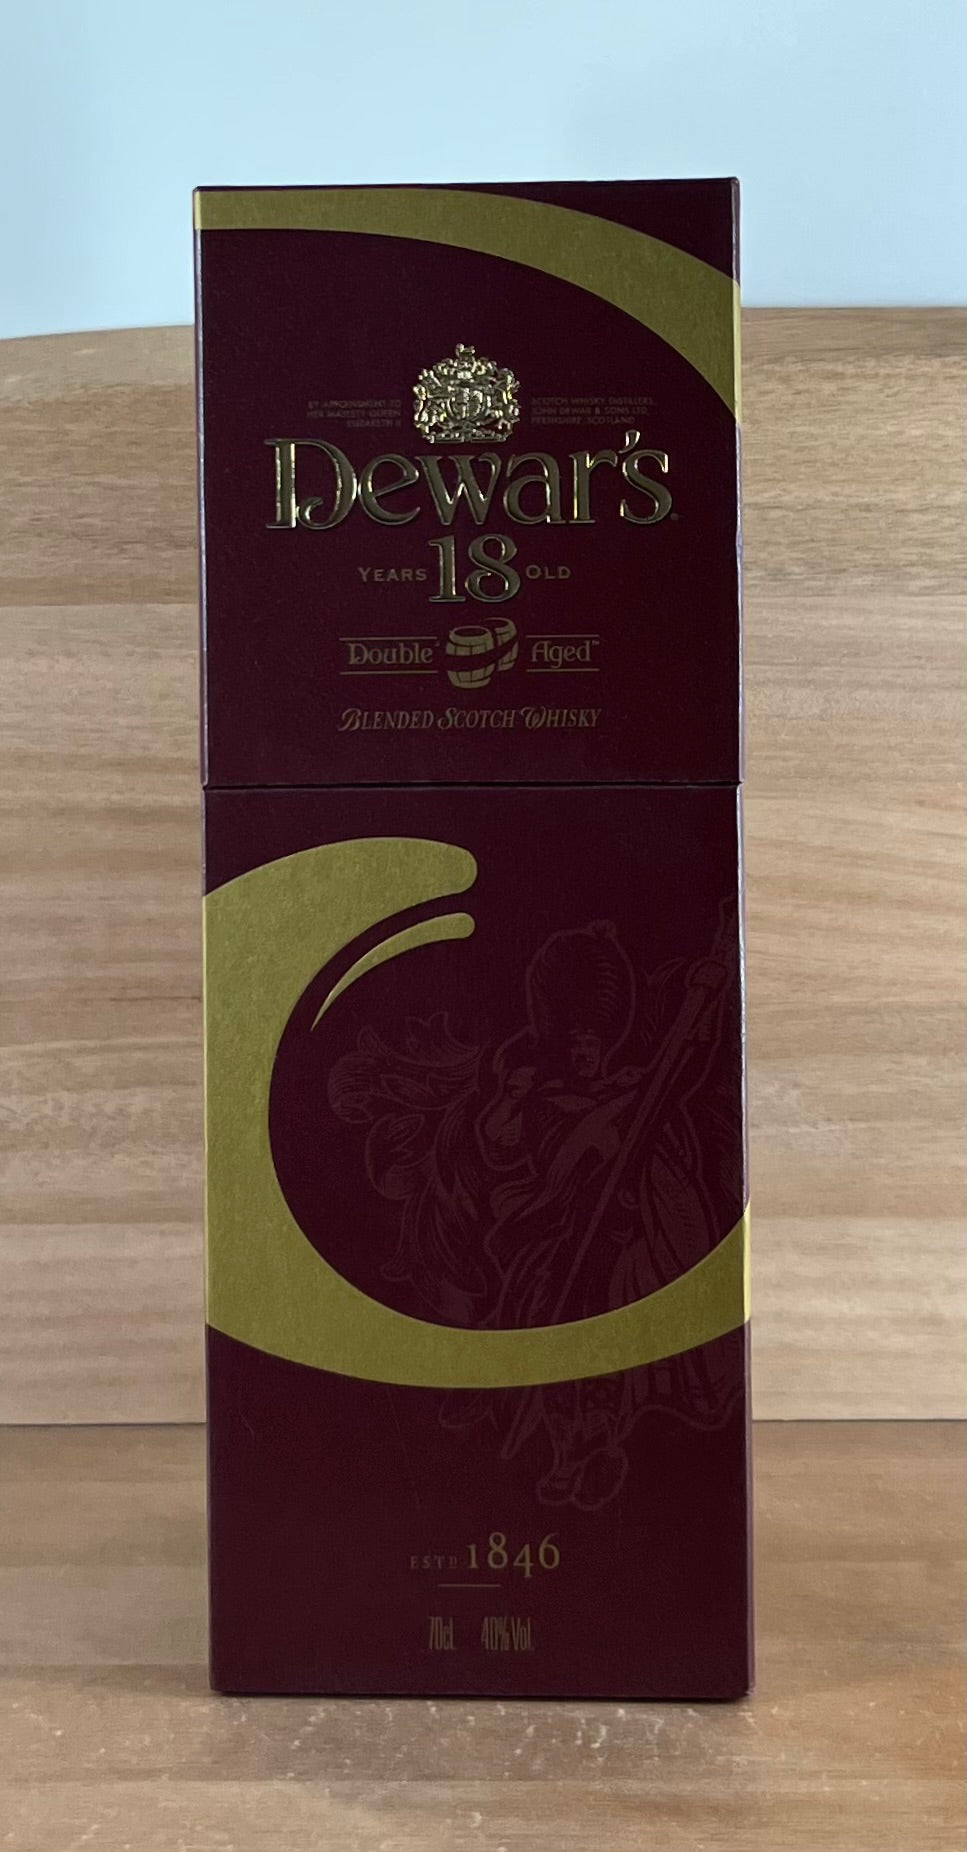 BY APPOINTMENT TO
HER MAJESTY QUEEN
ELIZABETH II
SCOTCH WHISKY DISTILLERS,
JOHN DEWAR & SONS LTD,
PERTHSHIRE, SCOTLAND
Dewar's®
YEARS 18 OLD
Double Aged™
BLENDED SCOTCH WHISKY
ESTD 1846
70cl 40%Vol.